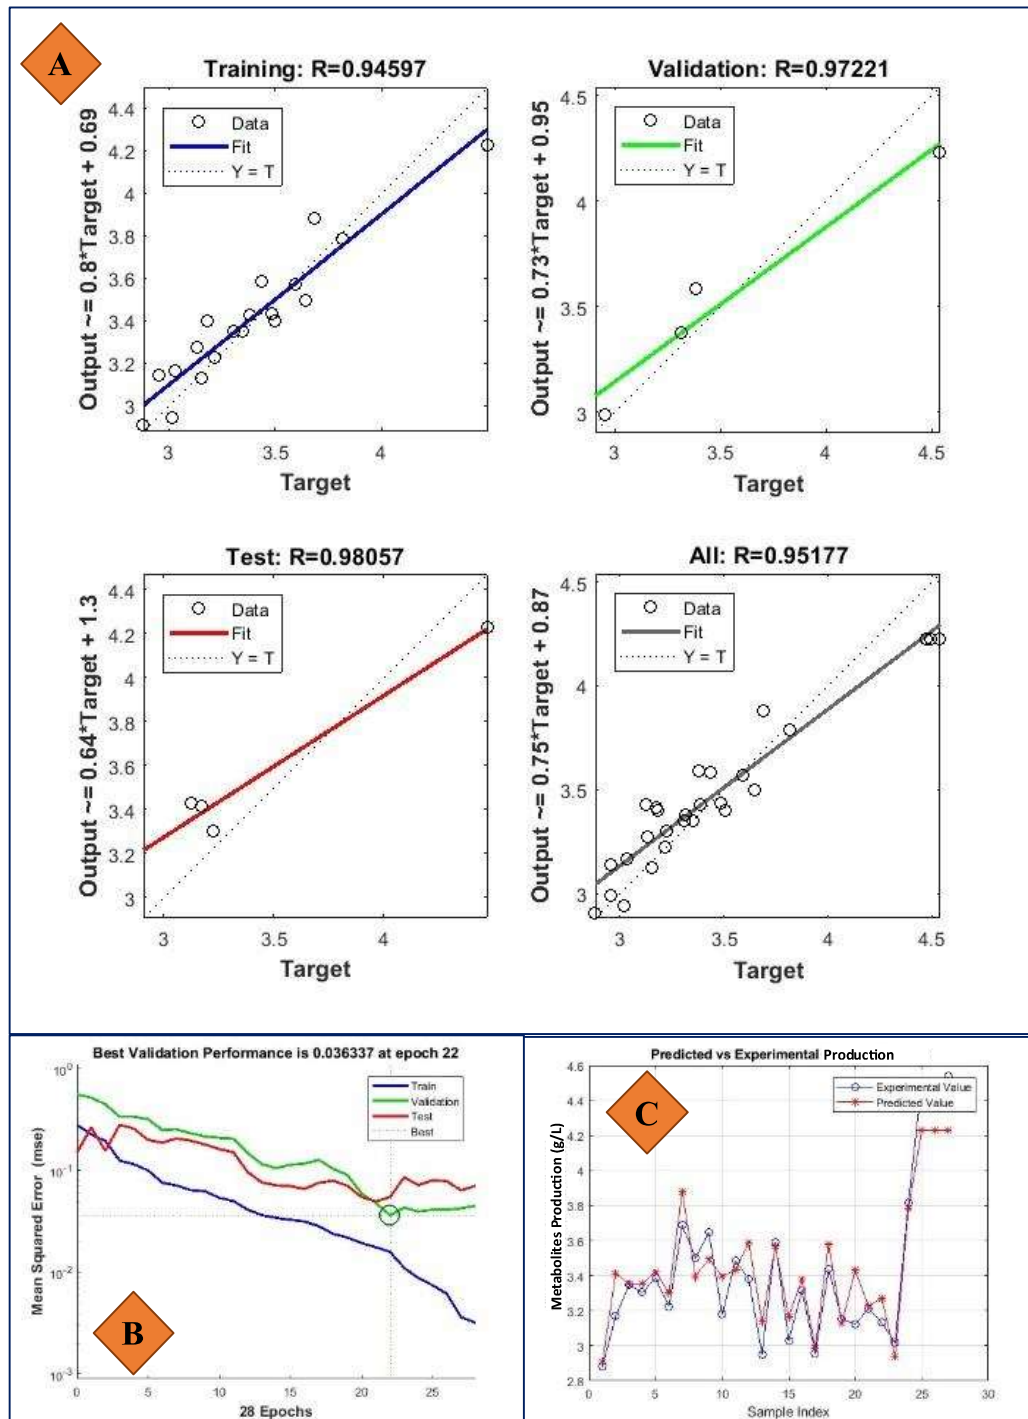 A
Training: R=0.94597
Output ~= 0.8*Target + 0.69
4.4
4.2
4
3.8
3.6
3.4
3.2
3
Data
Fit
Y = T
3 3.5 4
Target
Validation: R=0.97221
Output ~= 0.73*Target + 0.95
4.5
4
3.5
3
Data
Fit
Y = T
3 3.5 4 4.5
Target
Test: R=0.98057
Output ~= 0.64*Target + 1.3
4.4
4.2
4
3.8
3.6
3.4
3.2
3
Data
Fit
Y = T
3 3.5 4
Target
All: R=0.95177
Output ~= 0.75*Target + 0.87
4.5
4
3.5
3
Data
Fit
Y = T
3 3.5 4 4.5
Target
Best Validation Performance is 0.036337 at epoch 22
Mean Squared Error (mse)
10^0
10^-1
10^-2
10^-3
Train
Validation
Test
Best
B
0 5 10 15 20 25
28 Epochs
Predicted vs Experimental Production
Metabolites Production (g/L)
4.6
4.4
4.2
4
3.8
3.6
3.4
3.2
3
2.8
C
Experimental Value
Predicted Value
0 5 10 15 20 25 30
Sample Index